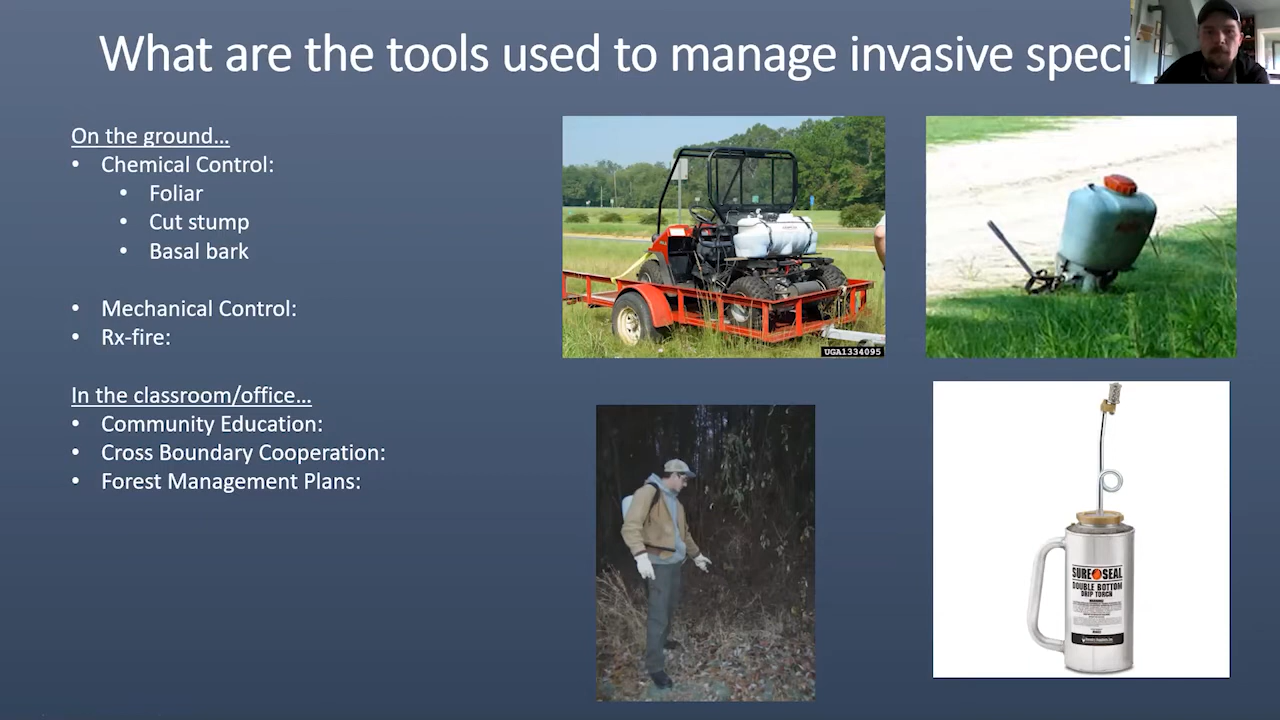 What are the tools used to manage invasive speci
On the ground…
• Chemical Control:
• Foliar
• Cut stump
• Basal bark
• Mechanical Control:
• Rx-fire:
In the classroom/office…
• Community Education:
• Cross Boundary Cooperation:
• Forest Management Plans:
UGA1334095
SURE SEAL
DOUBLE BOTTOM
DRIP TORCH